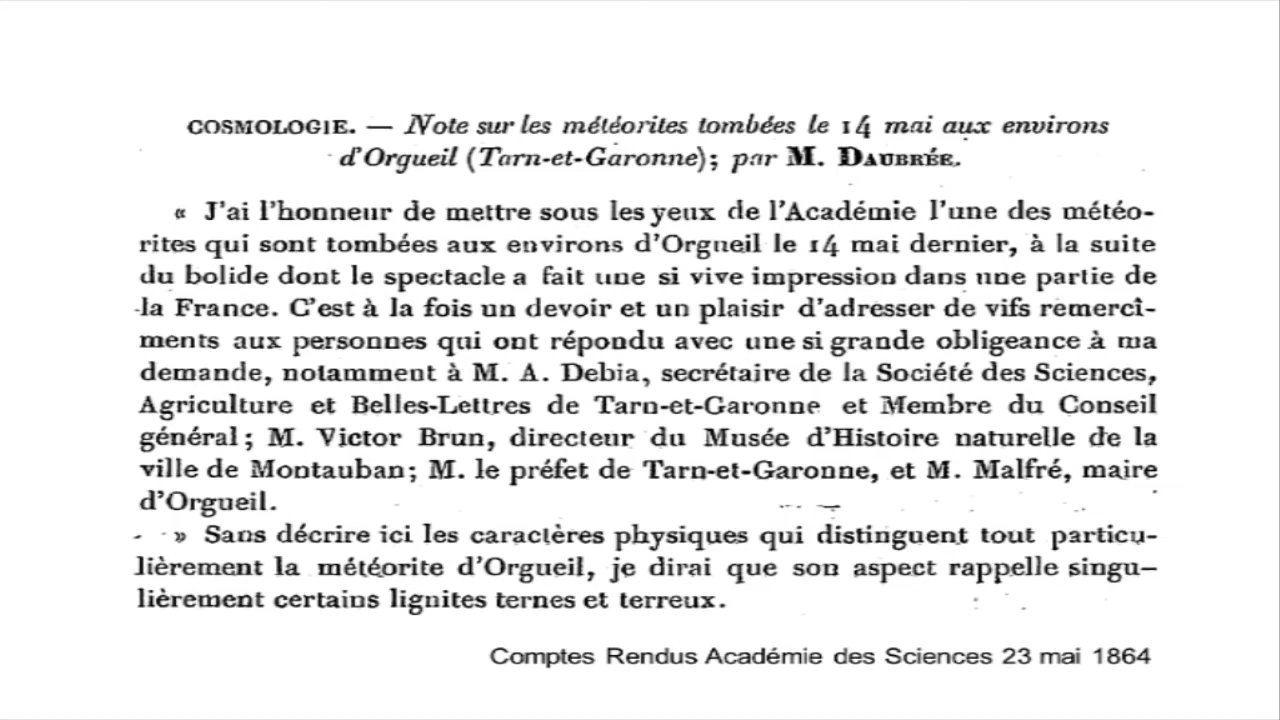 COSMOLOGIE. — Note sur les météorites tombées le 14 mai aux environs
d'Orgueil (Tarn-et-Garonne); par M. DAUBRÉE.
« J'ai l'honneur de mettre sous les yeux de l'Académie l'une des météo-
rites qui sont tombées aux environs d'Orgueil le 14 mai dernier, à la suite
du bolide dont le spectacle a fait une si vive impression dans une partie de
la France. C'est à la fois un devoir et un plaisir d'adresser de vifs remercî-
ments aux personnes qui ont répondu avec une si grande obligeance à ma
demande, notamment à M. A. Debia, secrétaire de la Société des Sciences,
Agriculture et Belles-Lettres de Tarn-et-Garonne et Membre du Conseil
général; M. Victor Brun, directeur du Musée d'Histoire naturelle de la
ville de Montauban; M. le préfet de Tarn-et-Garonne, et M. Malfré, maire
d'Orgueil.
» Sans décrire ici les caractères physiques qui distinguent tout particu-
lièrement la météorite d'Orgueil, je dirai que son aspect rappelle singu-
lièrement certains lignites ternes et terreux.
Comptes Rendus Académie des Sciences 23 mai 1864